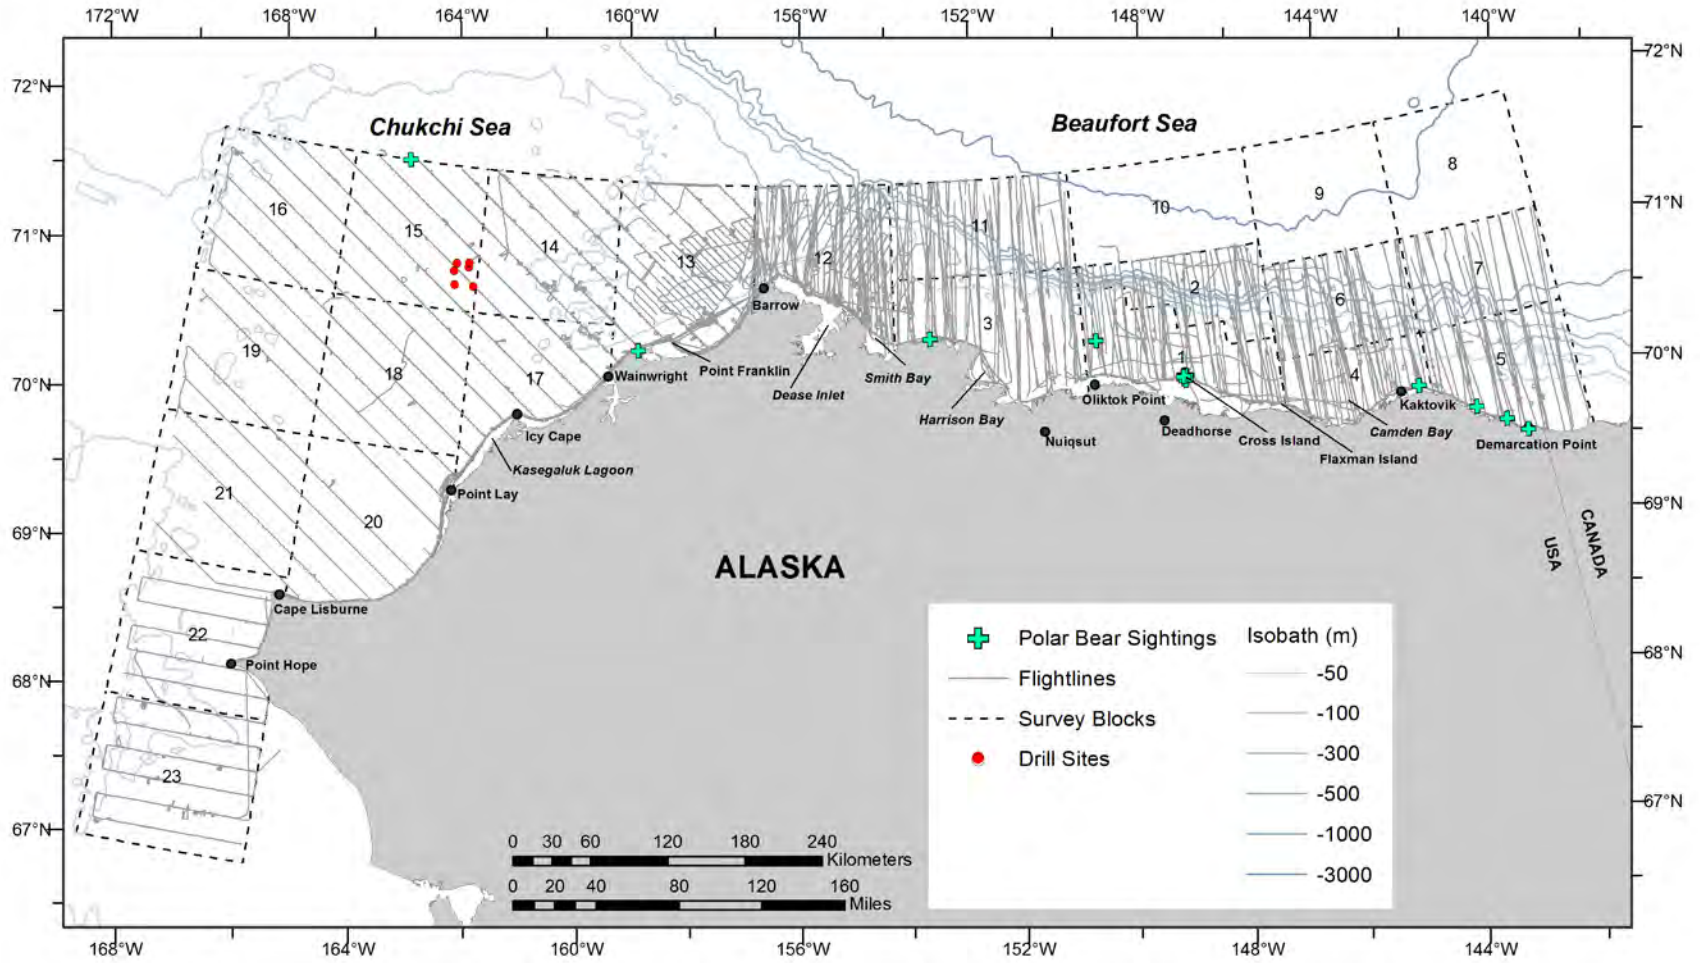 172°W 168°W 164°W 160°W 156°W 152°W 148°W 144°W 140°W
72°N 72°N
Chukchi Sea Beaufort Sea
8
9
10
16
11
71°N 71°N
15
14
12
13
7
2
6
3
19
70°N 70°N
1
5
18
17
4
Wainwright
Barrow
Point Franklin
Dease Inlet
Smith Bay
Harrison Bay
Oliktok Point
Kaktovik
Icy Cape
Nuiqsut
Deadhorse
Cross Island
Camden Bay
Demarcation Point
Flaxman Island
Kasegaluk Lagoon
21
Point Lay
20
69°N 69°N
USA
CANADA
ALASKA
Cape Lisburne
22
Point Hope
68°N 68°N
23
67°N 67°N
Polar Bear Sightings
Flightlines
Survey Blocks
Drill Sites
Isobath (m)
-50
-100
-300
-500
-1000
-3000
0 30 60 120 180 240
Kilometers
0 20 40 80 120 160
Miles
168°W 164°W 160°W 156°W 152°W 148°W 144°W